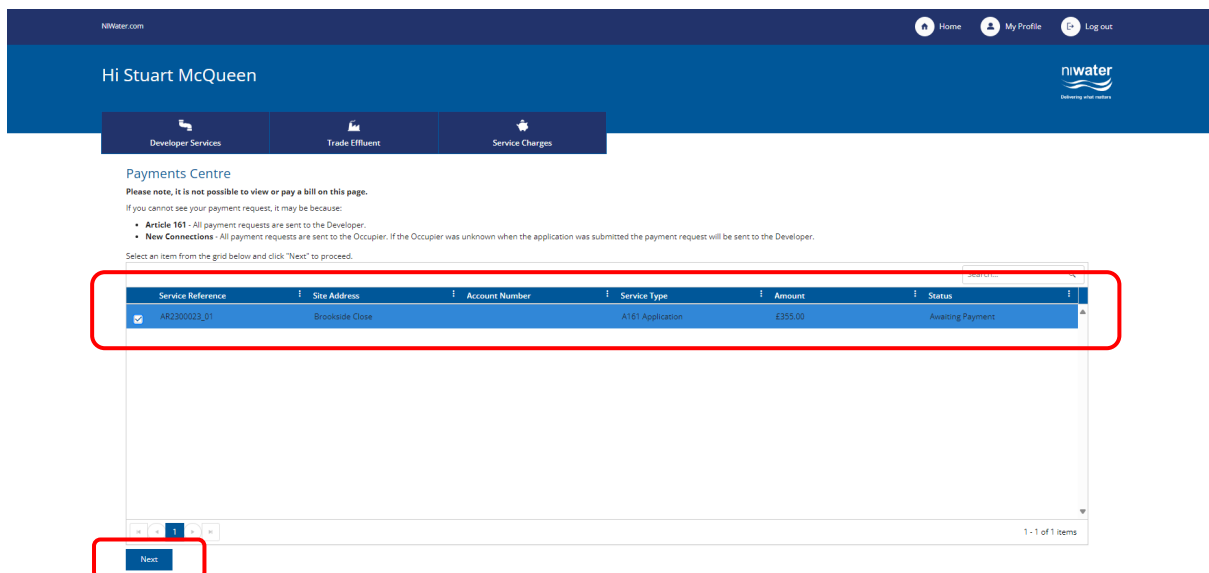 NIWater.com
Home
My Profile
Log out
Hi Stuart McQueen
niwater
Delivering what matters
Developer Services
Trade Effluent
Service Charges
Payments Centre
Please note, it is not possible to view or pay a bill on this page.
If you cannot see your payment request, it may be because:
• Article 161 - All payment requests are sent to the Developer.
• New Connections - All payment requests are sent to the Occupier. If the Occupier was unknown when the application was submitted the payment request will be sent to the Developer.
Select an item from the grid below and click "Next" to proceed.
Search...
Service Reference Site Address Account Number Service Type Amount Status
AR2300023_01 Brookside Close A161 Application £355.00 Awaiting Payment
1
1 - 1 of 1 items
Next